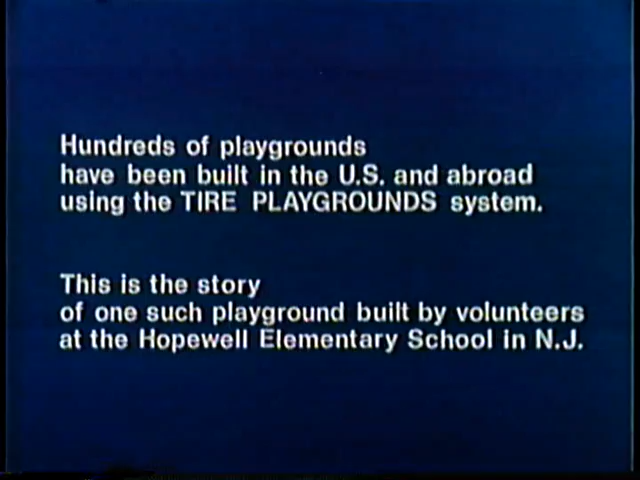 Hundreds of playgrounds
have been built in the U.S. and abroad
using the TIRE PLAYGROUNDS system.
This is the story
of one such playground built by volunteers
at the Hopewell Elementary School in N.J.